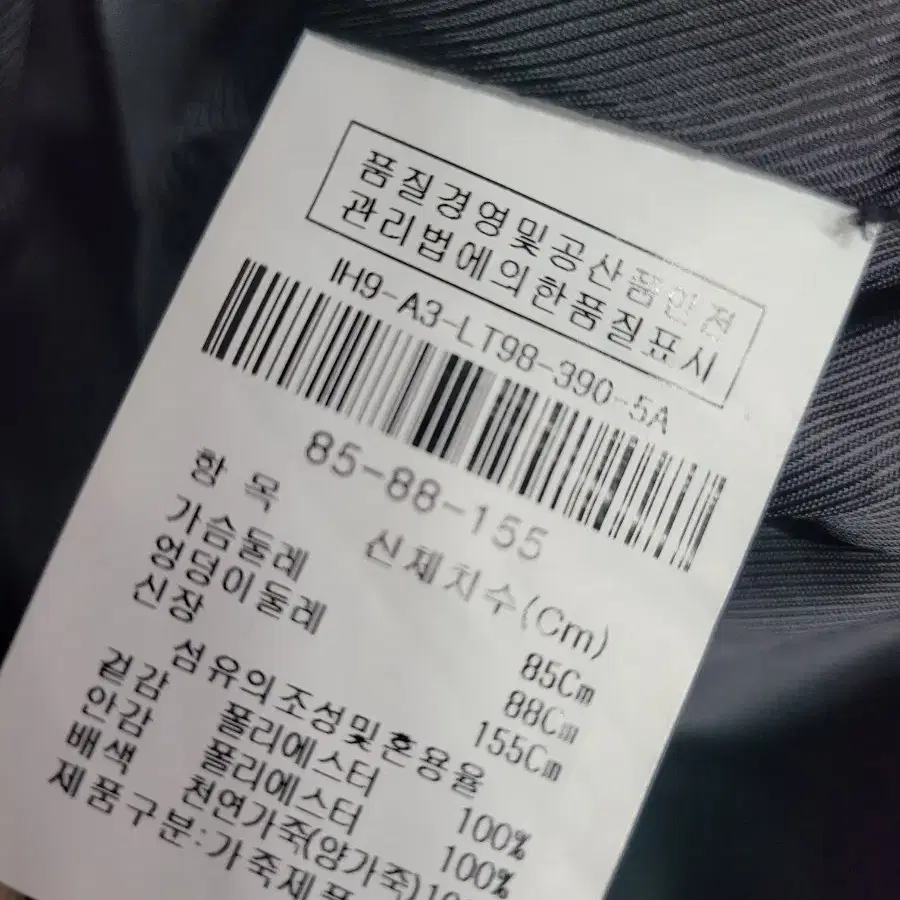 품질경영및공산품안전
관리법에의한품질표시
IH9-A3-LT98-390-5A
85-88-155
항 목 신체치수(Cm)
가슴둘레 85Cm
엉덩이둘레 88Cm
신장 155Cm
섬유의조성및혼용율
겉감 폴리에스터 100%
안감 폴리에스터 100%
배색 천연가죽(양가죽)
제품구분:가죽제품